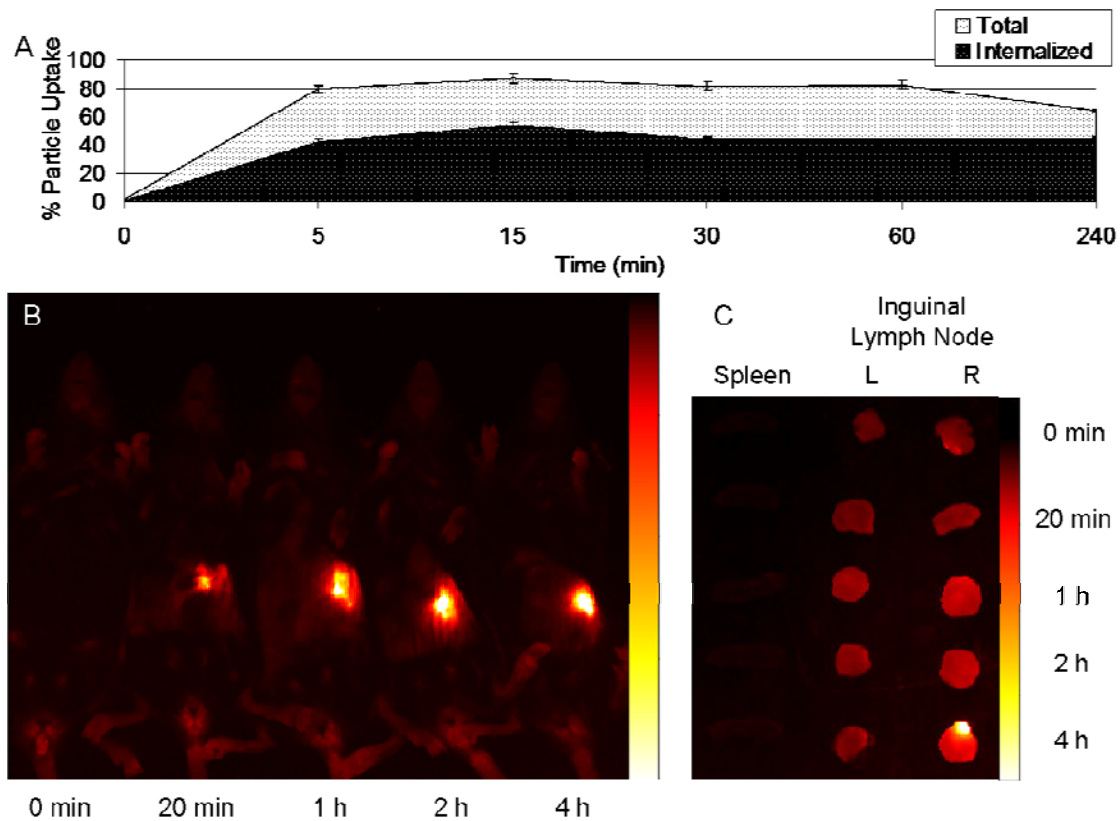 A
Total
Internalized
% Particle Uptake
100
80
60
40
20
0
0 5 15 30 60 240
Time (min)
B
0 min 20 min 1 h 2 h 4 h
C
Inguinal
Lymph Node
Spleen L R
0 min
20 min
1 h
2 h
4 h